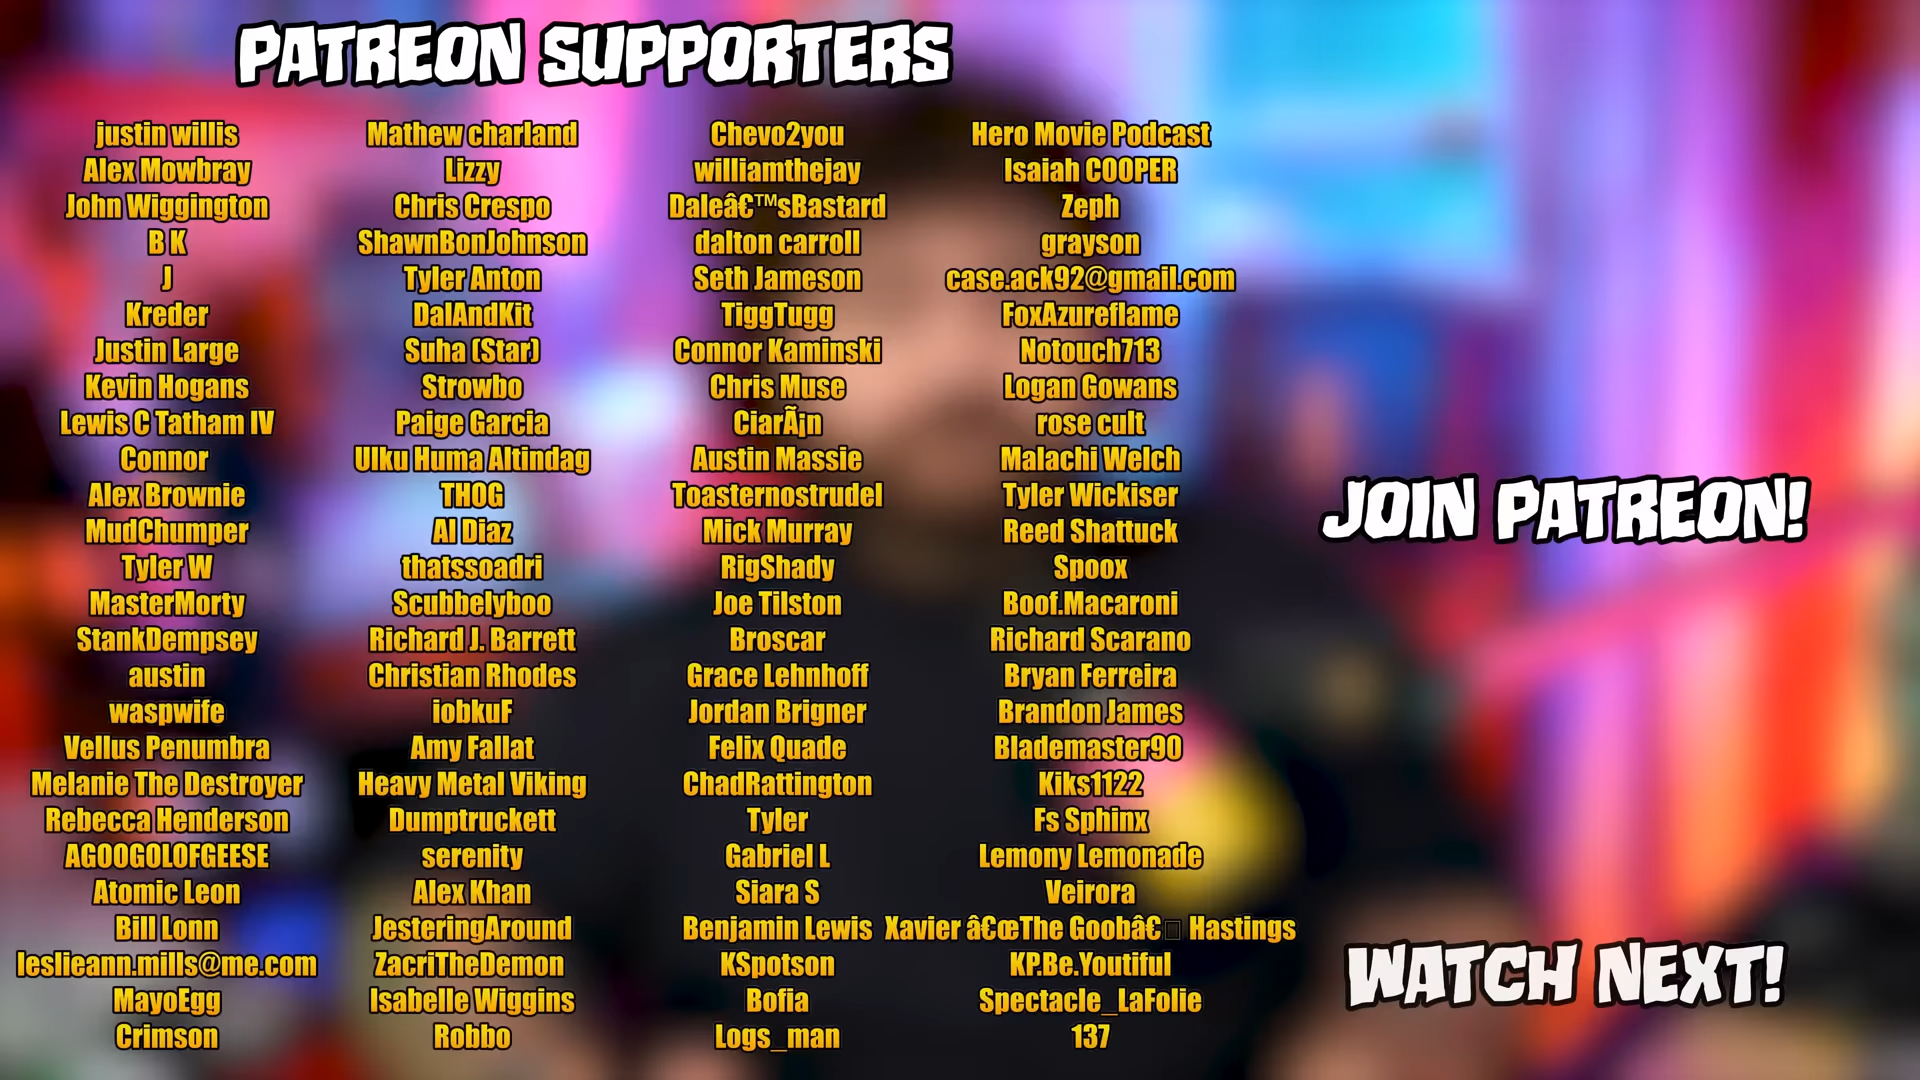 PATREON SUPPORTERS
justin willis
Alex Mowbray
John Wiggington
B K
J
Kreder
Justin Large
Kevin Hogans
Lewis C Tatham IV
Connor
Alex Brownie
MudChumper
Tyler W
MasterMorty
StankDempsey
austin
waspwife
Vellus Penumbra
Melanie The Destroyer
Rebecca Henderson
AGOOGOLOFGEESE
Atomic Leon
Bill Lonn
leslieann.mills@me.com
MayoEgg
Crimson
Mathew charland
Lizzy
Chris Crespo
ShawnBonJohnson
Tyler Anton
DalAndKit
Suha (Star)
Strowbo
Paige Garcia
Ulku Huma Altindag
THOG
Al Diaz
thatssoadri
Scubbelyboo
Richard J. Barrett
Christian Rhodes
iobkuF
Amy Fallat
Heavy Metal Viking
Dumptruckett
serenity
Alex Khan
JesteringAround
ZacriTheDemon
Isabelle Wiggins
Robbo
Chevo2you
williamthejay
Daleâ€™sBastard
dalton carroll
Seth Jameson
TiggTugg
Connor Kaminski
Chris Muse
CiarÃ¡n
Austin Massie
Toasternostrudel
Mick Murray
RigShady
Joe Tilston
Broscar
Grace Lehnhoff
Jordan Brigner
Felix Quade
ChadRattington
Tyler
Gabriel L
Siara S
Benjamin Lewis
KSpotson
Bofia
Logs_man
Hero Movie Podcast
Isaiah COOPER
Zeph
grayson
case.ack92@gmail.com
FoxAzureflame
Notouch713
Logan Gowans
rose cult
Malachi Welch
Tyler Wickiser
Reed Shattuck
Spoox
Boof.Macaroni
Richard Scarano
Bryan Ferreira
Brandon James
Blademaster90
Kiks1122
Fs Sphinx
Lemony Lemonade
Veirora
Xavier â€œThe Goobâ€□ Hastings
KP.Be.Youtiful
Spectacle_LaFolie
137
JOIN PATREON!
WATCH NEXT!